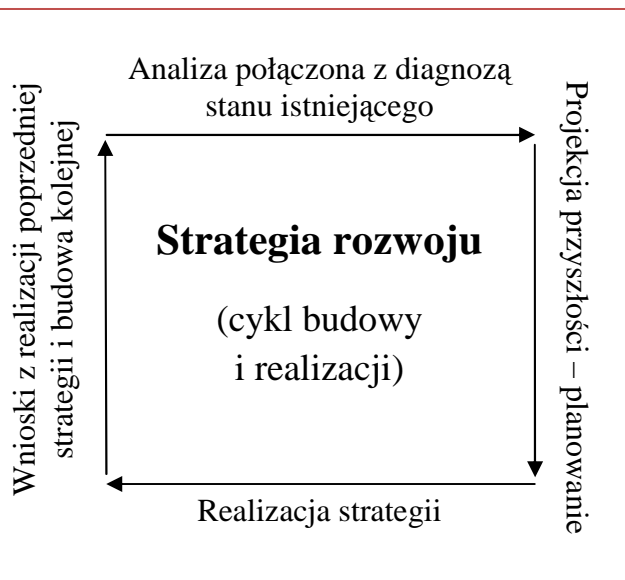 Analiza połączona z diagnozą
stanu istniejącego
Wnioski z realizacji poprzedniej
strategii i budowa kolejnej
Strategia rozwoju
(cykl budowy
i realizacji)
Projekcja przyszłości – planowanie
Realizacja strategii